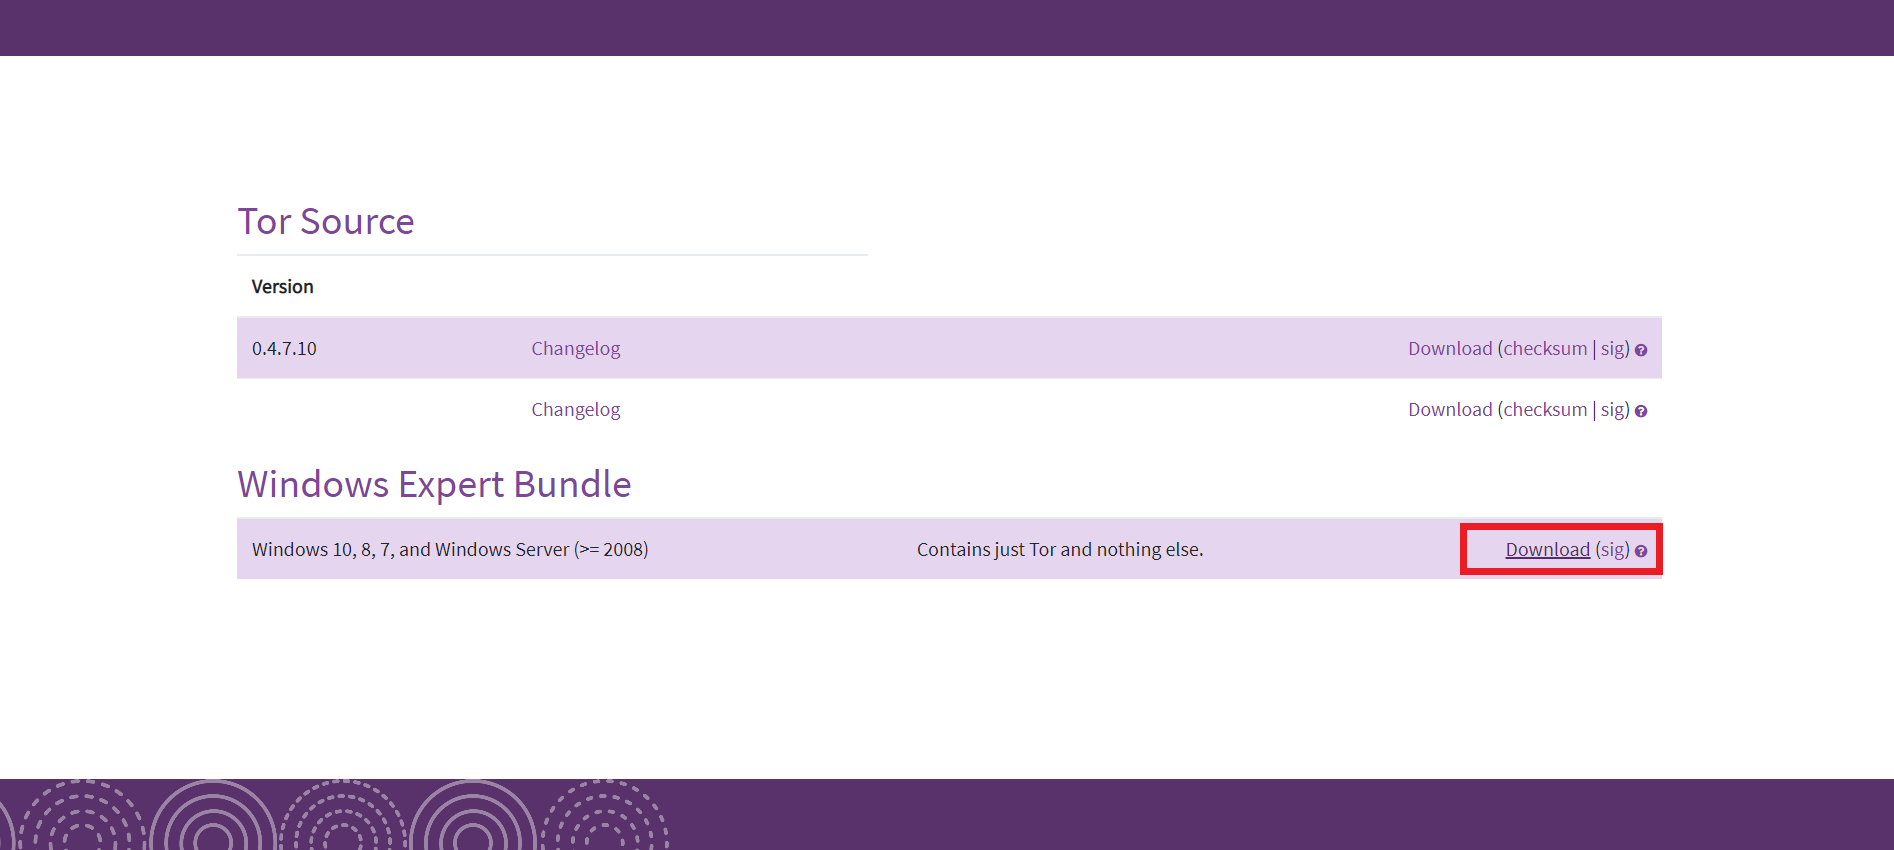 Tor Source
Version
0.4.7.10 Changelog Download (checksum | sig) ?
Changelog Download (checksum | sig) ?
Windows Expert Bundle
Windows 10, 8, 7, and Windows Server (>= 2008) Contains just Tor and nothing else. Download (sig) ?